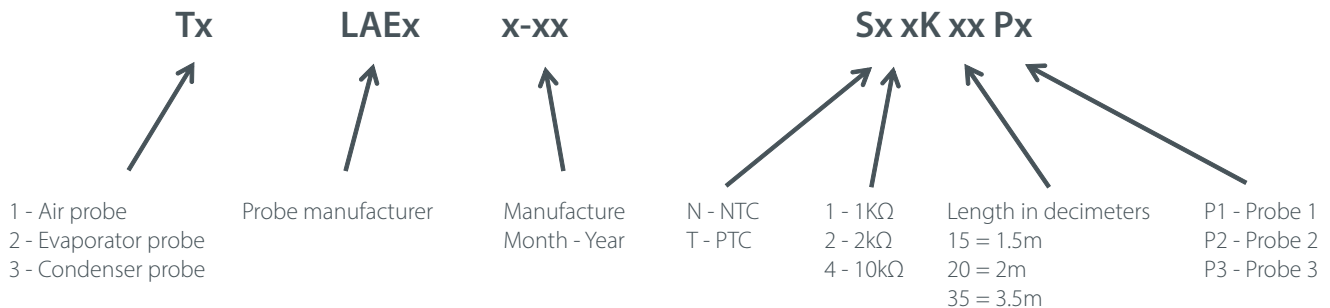 Tx LAEx x-xx Sx xK xx Px
1 - Air probe
2 - Evaporator probe
3 - Condenser probe
Probe manufacturer
Manufacture
Month - Year
N - NTC
T - PTC
1 - 1KΩ
2 - 2kΩ
4 - 10kΩ
Length in decimeters
15 = 1.5m
20 = 2m
35 = 3.5m
P1 - Probe 1
P2 - Probe 2
P3 - Probe 3